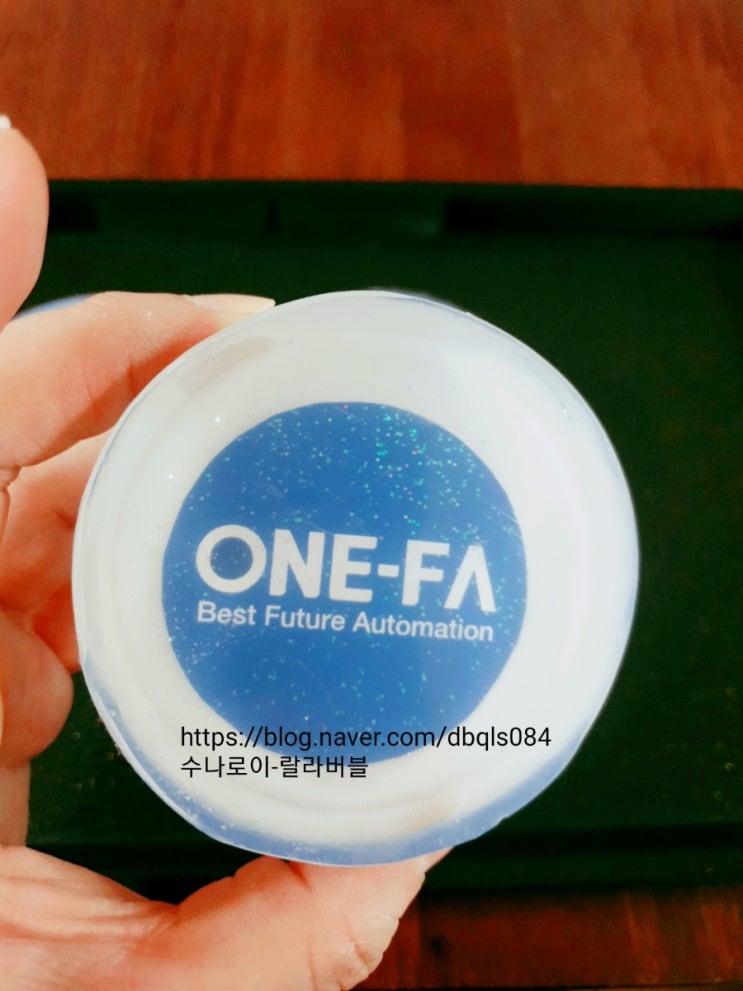 ONE-FA
Best Future Automation
https://blog.naver.com/dbqls084
수나로이-랄라버블